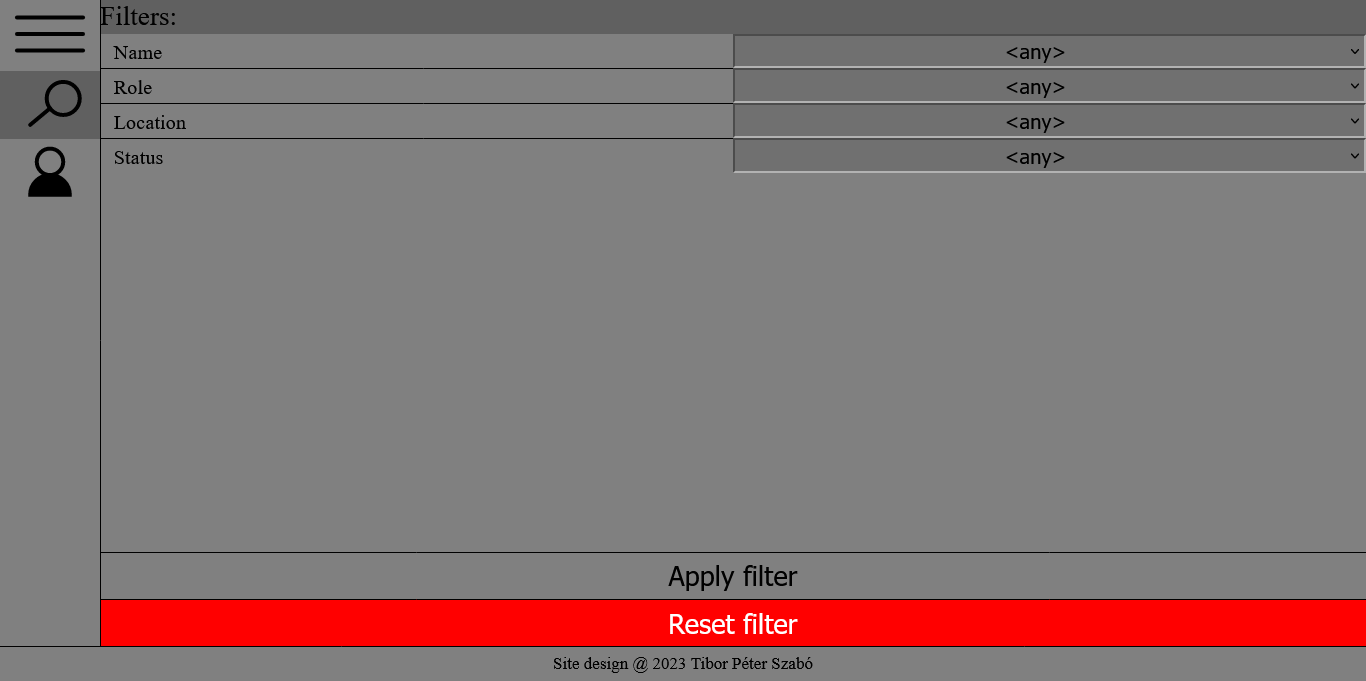 Filters:
Name <any>
Role <any>
Location <any>
Status <any>
Apply filter
Reset filter
Site design @ 2023 Tibor Péter Szabó